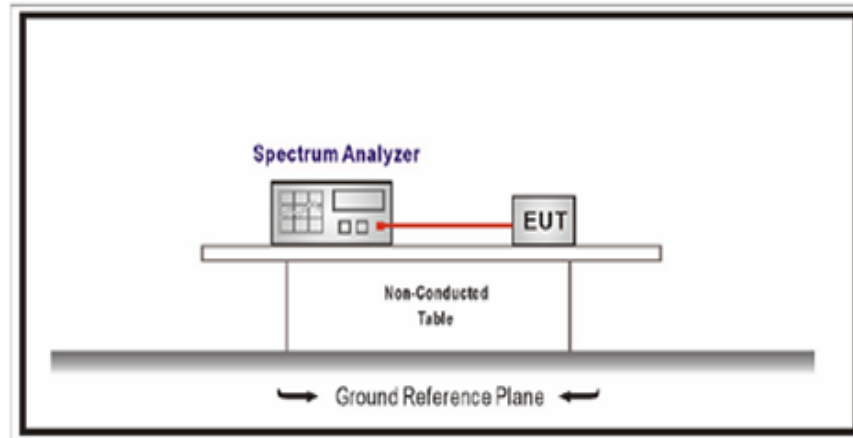 Spectrum Analyzer
EUT
Non-Conducted
Table
Ground Reference Plane